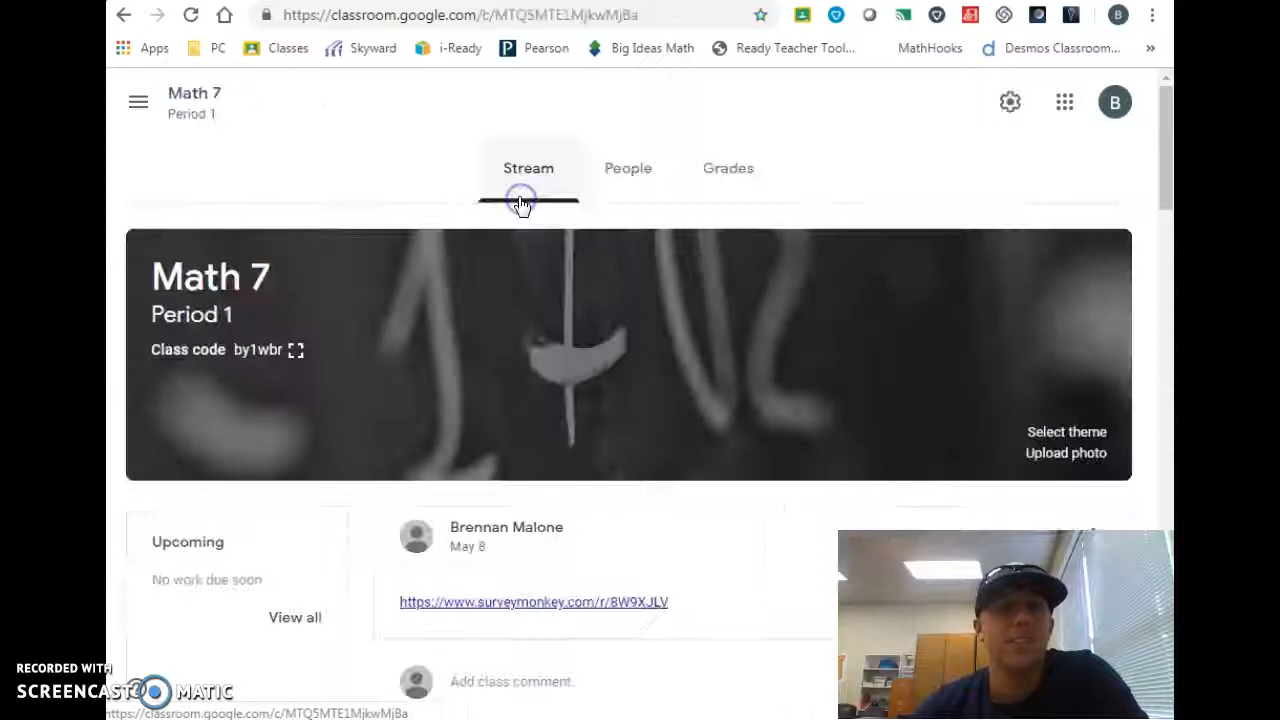 https://classroom.google.com/c/MTQ5MTE1MjkwMjBa
B
Apps PC Classes Skyward i-Ready Pearson Big Ideas Math Ready Teacher Tool... MathHooks Desmos Classroom... »
Math 7
Period 1
B
Stream People Grades
Math 7
Period 1
Class code by1wbr
Select theme
Upload photo
Upcoming
No work due soon
View all
Brennan Malone
May 8
https://www.surveymonkey.com/r/8W9XJLV
Add class comment..
RECORDED WITH
SCREENCAST MATIC
https://classroom.google.com/c/MTQ5MTE1MjkwMjBa